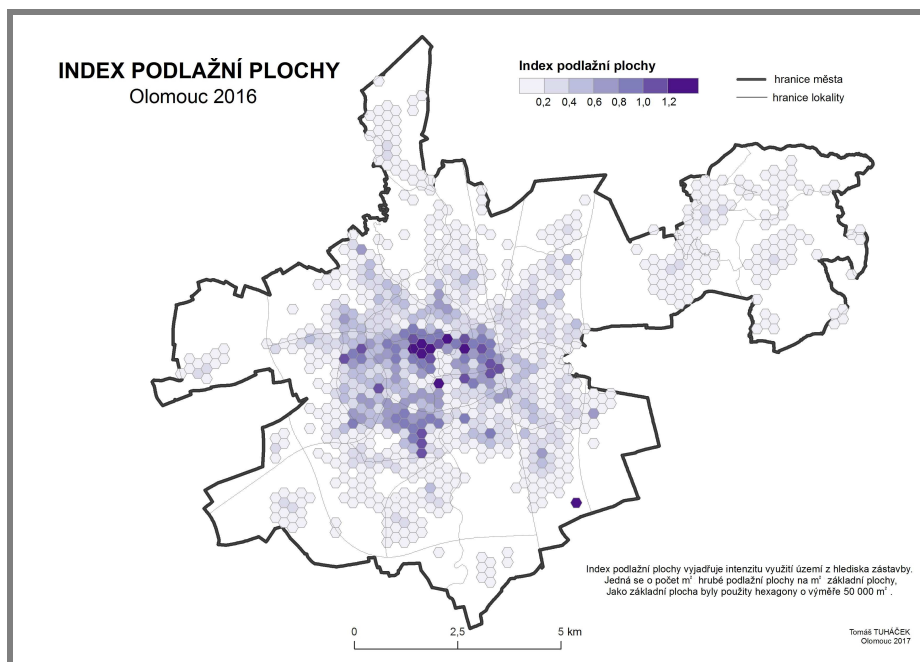 INDEX PODLAŽNÍ PLOCHY
Olomouc 2016
Index podlažní plochy
0,2 0,4 0,6 0,8 1,0 1,2
hranice města
hranice lokality
Index podlažní plochy vyjadřuje intenzitu využití území z hlediska zástavby.
Jedná se o počet m² hrubé podlažní plochy na m² základní plochy,
Jako základní plocha byly použity hexagony o výměře 50 000 m² .
0 2,5 5 km
Tomáš TUHÁČEK
Olomouc 2017